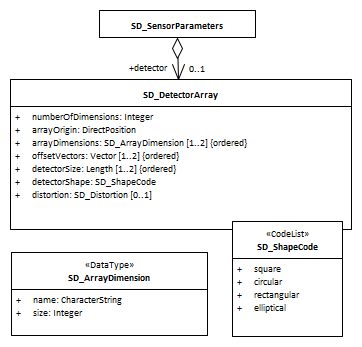 SD_SensorParameters
+detector 0..1
SD_DetectorArray
+ numberOfDimensions: Integer
+ arrayOrigin: DirectPosition
+ arrayDimensions: SD_ArrayDimension [1..2] {ordered}
+ offsetVectors: Vector [1..2] {ordered}
+ detectorSize: Length [1..2] {ordered}
+ detectorShape: SD_ShapeCode
+ distortion: SD_Distortion [0..1]
«CodeList»
SD_ShapeCode
+ square
+ circular
+ rectangular
+ elliptical
«DataType»
SD_ArrayDimension
+ name: CharacterString
+ size: Integer